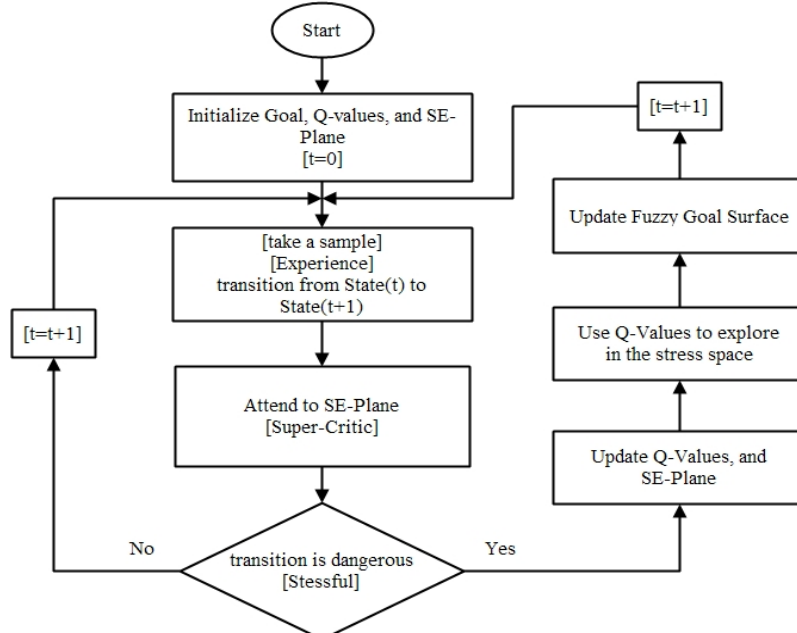 Start
Initialize Goal, Q-values, and SE-
Plane
[t=0]
[t=t+1]
Update Fuzzy Goal Surface
[take a sample]
[Experience]
transition from State(t) to
State(t+1)
[t=t+1]
Use Q-Values to explore
in the stress space
Attend to SE-Plane
[Super-Critic]
Update Q-Values, and
SE-Plane
No
Yes
transition is dangerous
[Stessful]